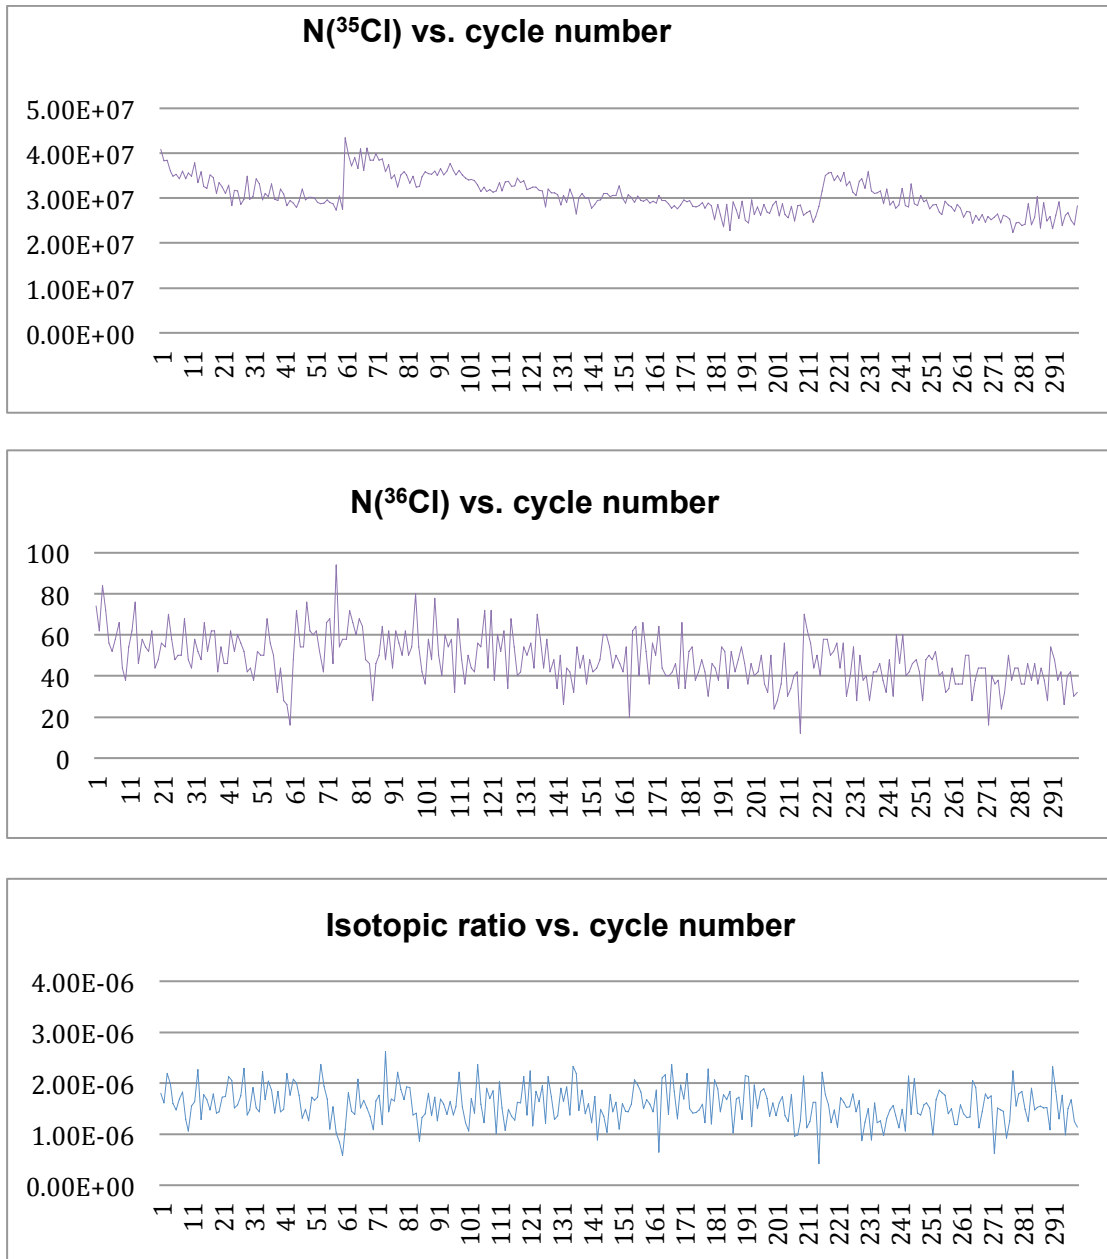 N(³⁵Cl) vs. cycle number
5.00E+07
4.00E+07
3.00E+07
2.00E+07
1.00E+07
0.00E+00
1 11 21 31 41 51 61 71 81 91 101 111 121 131 141 151 161 171 181 191 201 211 221 231 241 251 261 271 281 291
N(³⁶Cl) vs. cycle number
100
80
60
40
20
0
1 11 21 31 41 51 61 71 81 91 101 111 121 131 141 151 161 171 181 191 201 211 221 231 241 251 261 271 281 291
Isotopic ratio vs. cycle number
4.00E-06
3.00E-06
2.00E-06
1.00E-06
0.00E+00
1 11 21 31 41 51 61 71 81 91 101 111 121 131 141 151 161 171 181 191 201 211 221 231 241 251 261 271 281 291